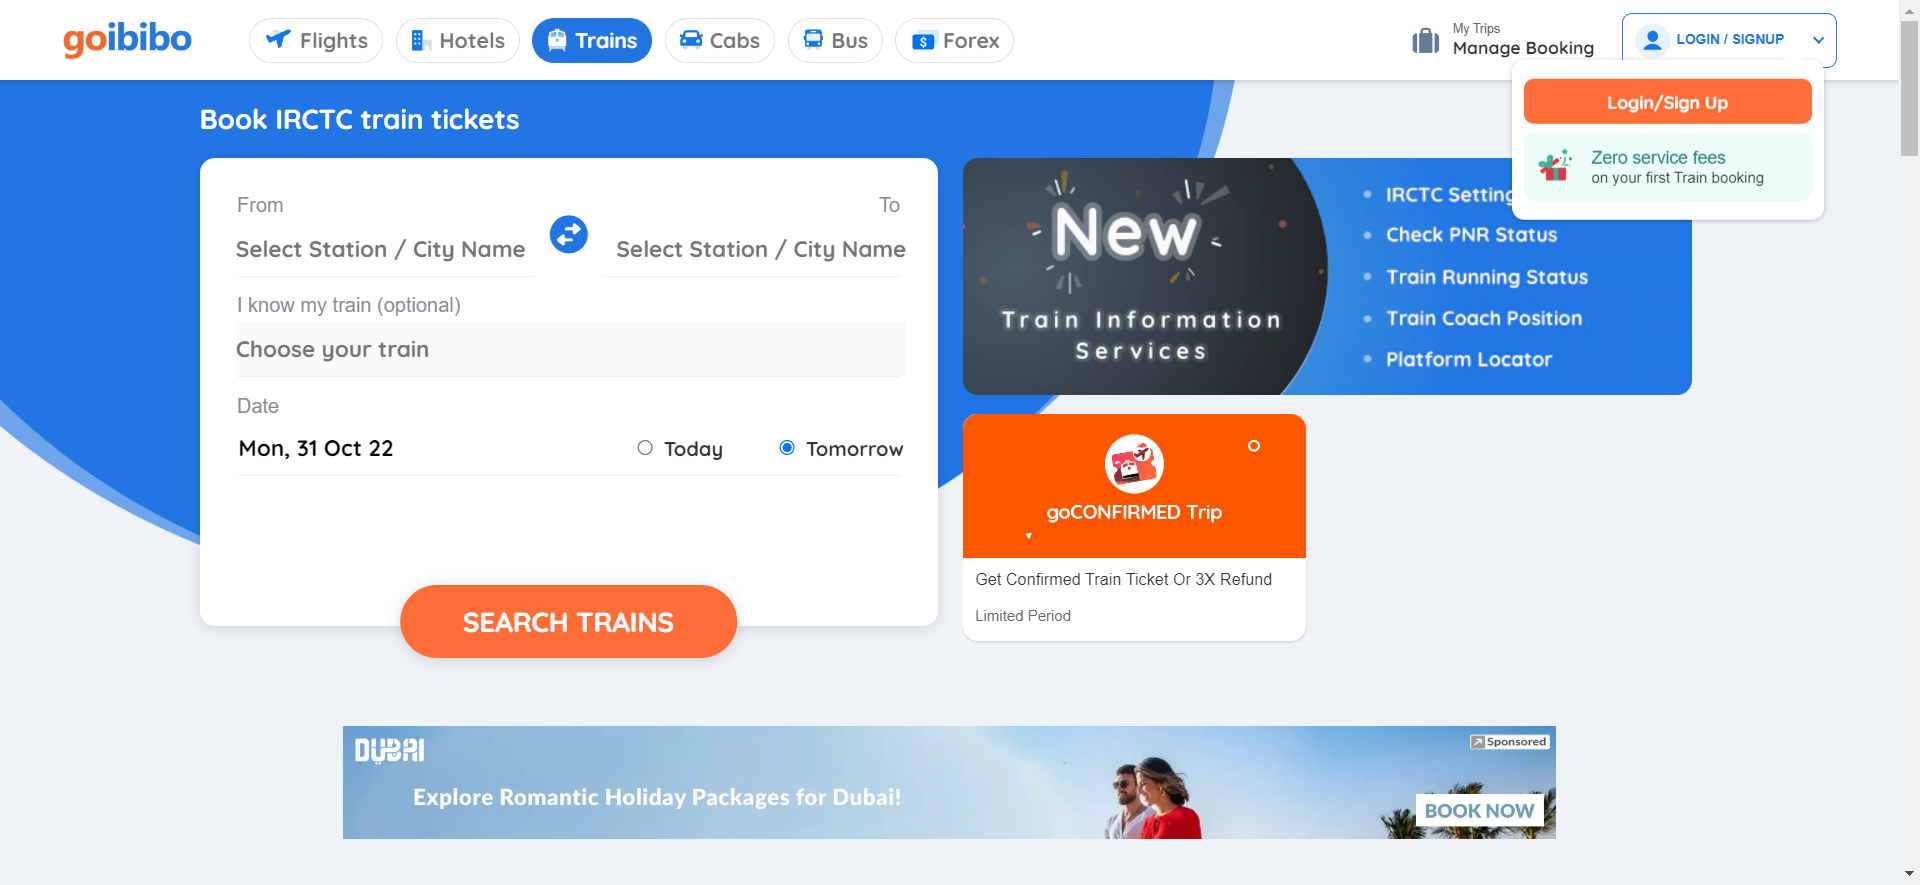 goibibo
Flights
Hotels
Trains
Cabs
Bus
Forex
My Trips
Manage Booking
LOGIN / SIGNUP
Login/Sign Up
Zero service fees
on your first Train booking
Book IRCTC train tickets
From
To
Select Station / City Name
Select Station / City Name
I know my train (optional)
Choose your train
Date
Mon, 31 Oct 22
Today
Tomorrow
SEARCH TRAINS
New
Train Information
Services
IRCTC Setting
Check PNR Status
Train Running Status
Train Coach Position
Platform Locator
goCONFIRMED Trip
Get Confirmed Train Ticket Or 3X Refund
Limited Period
DUBAI
Sponsored
Explore Romantic Holiday Packages for Dubai!
BOOK NOW